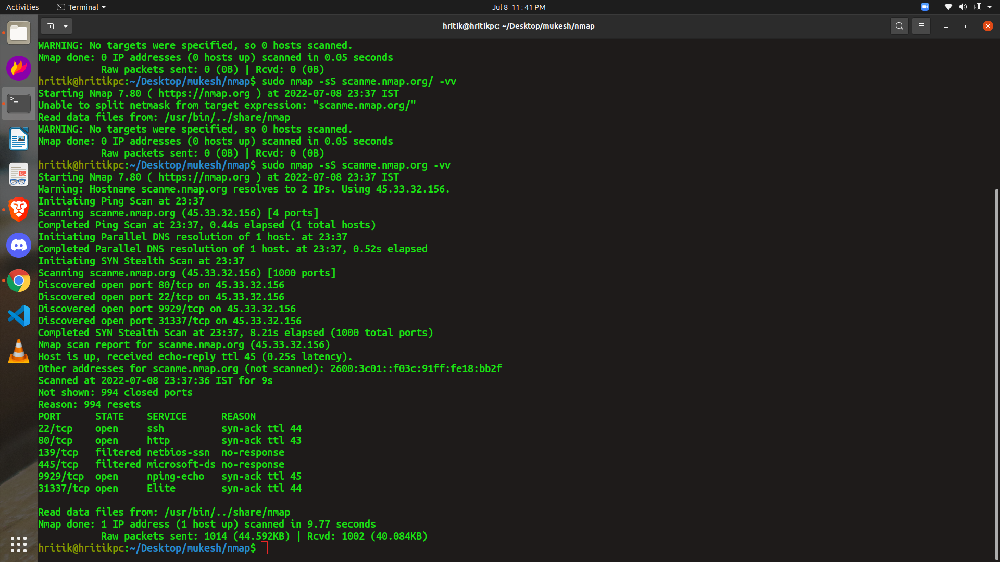 Activities Terminal Jul 8 11:41 PM
hritik@hritikpc: ~/Desktop/mukesh/nmap
WARNING: No targets were specified, so 0 hosts scanned.
Nmap done: 0 IP addresses (0 hosts up) scanned in 0.05 seconds
           Raw packets sent: 0 (0B) | Rcvd: 0 (0B)
hritik@hritikpc:~/Desktop/mukesh/nmap$ sudo nmap -sS scanme.nmap.org/ -vv
Starting Nmap 7.80 ( https://nmap.org ) at 2022-07-08 23:37 IST
Unable to split netmask from target expression: "scanme.nmap.org/"
Read data files from: /usr/bin/../share/nmap
WARNING: No targets were specified, so 0 hosts scanned.
Nmap done: 0 IP addresses (0 hosts up) scanned in 0.05 seconds
           Raw packets sent: 0 (0B) | Rcvd: 0 (0B)
hritik@hritikpc:~/Desktop/mukesh/nmap$ sudo nmap -sS scanme.nmap.org -vv
Starting Nmap 7.80 ( https://nmap.org ) at 2022-07-08 23:37 IST
Warning: Hostname scanme.nmap.org resolves to 2 IPs. Using 45.33.32.156.
Initiating Ping Scan at 23:37
Scanning scanme.nmap.org (45.33.32.156) [4 ports]
Completed Ping Scan at 23:37, 0.44s elapsed (1 total hosts)
Initiating Parallel DNS resolution of 1 host. at 23:37
Completed Parallel DNS resolution of 1 host. at 23:37, 0.52s elapsed
Initiating SYN Stealth Scan at 23:37
Scanning scanme.nmap.org (45.33.32.156) [1000 ports]
Discovered open port 80/tcp on 45.33.32.156
Discovered open port 22/tcp on 45.33.32.156
Discovered open port 9929/tcp on 45.33.32.156
Discovered open port 31337/tcp on 45.33.32.156
Completed SYN Stealth Scan at 23:37, 8.21s elapsed (1000 total ports)
Nmap scan report for scanme.nmap.org (45.33.32.156)
Host is up, received echo-reply ttl 45 (0.25s latency).
Other addresses for scanme.nmap.org (not scanned): 2600:3c01::f03c:91ff:fe18:bb2f
Scanned at 2022-07-08 23:37:36 IST for 9s
Not shown: 994 closed ports
Reason: 994 resets
PORT      STATE    SERVICE      REASON
22/tcp    open     ssh          syn-ack ttl 44
80/tcp    open     http         syn-ack ttl 43
139/tcp   filtered netbios-ssn  no-response
445/tcp   filtered microsoft-ds no-response
9929/tcp  open     nping-echo   syn-ack ttl 45
31337/tcp open     Elite        syn-ack ttl 44
Read data files from: /usr/bin/../share/nmap
Nmap done: 1 IP address (1 host up) scanned in 9.77 seconds
           Raw packets sent: 1014 (44.592KB) | Rcvd: 1002 (40.084KB)
hritik@hritikpc:~/Desktop/mukesh/nmap$